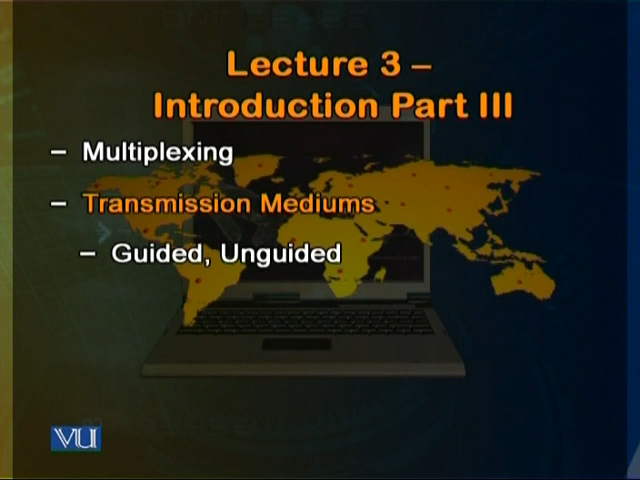 Lecture 3 –
Introduction Part III
– Multiplexing
– Transmission Mediums
– Guided, Unguided
VU